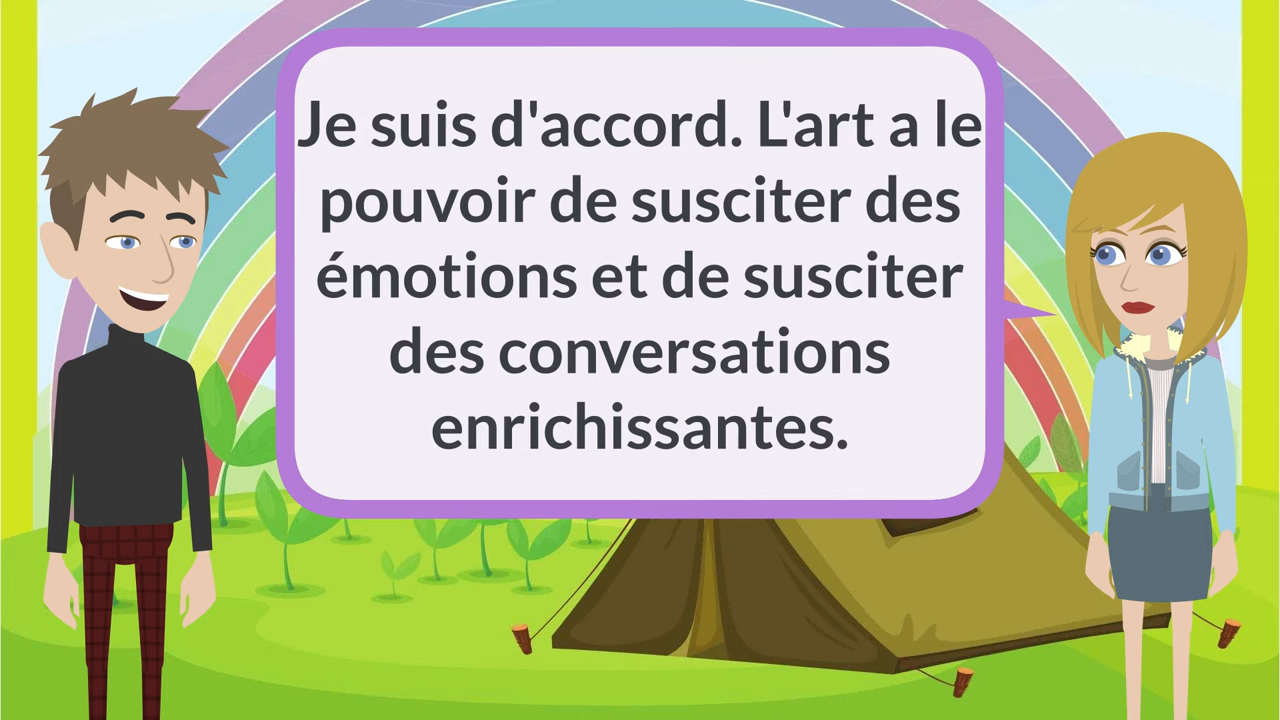 Je suis d'accord. L'art a le
pouvoir de susciter des
émotions et de susciter
des conversations
enrichissantes.